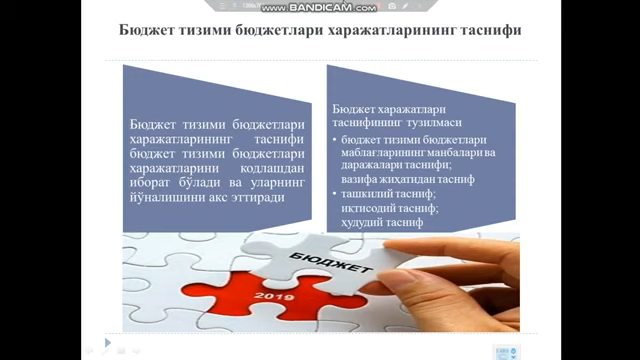 www.BANDICAM.com
Бюджет тизими бюджетлари харажатларининг таснифи
Бюджет тизими бюджетлари
харажатларининг таснифи
бюджет тизими бюджетлари
харажатларини кодлашдан
иборат бўлади ва уларнинг
йўналишини акс эттиради
Бюджет харажатлари
таснифининг тузилмаси
• бюджет тизими бюджетлари
маблағларининг манбалари ва
даражалари таснифи;
вазифа жиҳатидан тасниф
• ташкилий тасниф;
иқтисодий тасниф;
ҳудудий тасниф
БЮДЖЕТ
2019